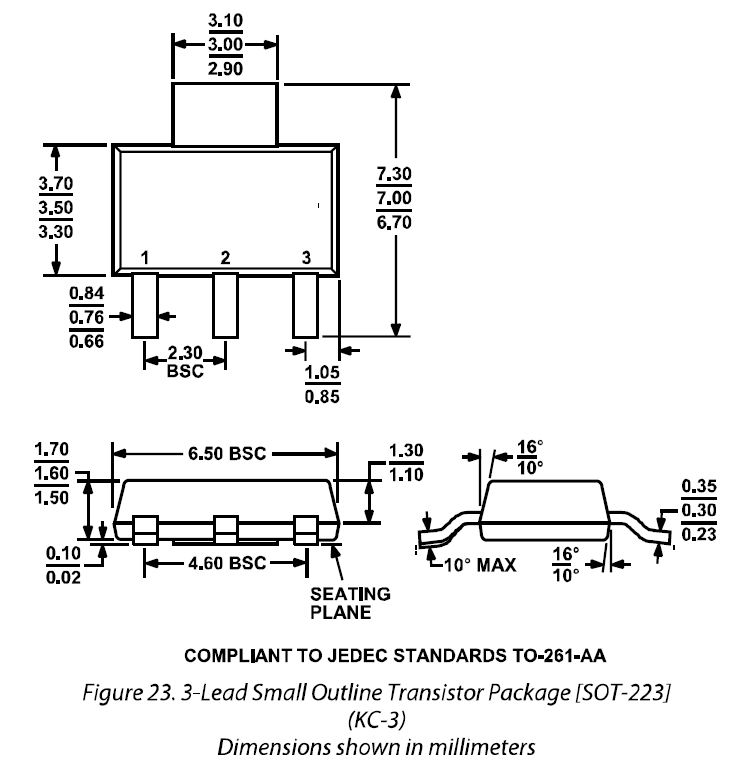 3.10
3.00
2.90
3.70
3.50
3.30
7.30
7.00
6.70
1 2 3
0.84
0.76
0.66
2.30
BSC
1.05
0.85
1.70
1.60
1.50
6.50 BSC
1.30
1.10
0.10
0.02
4.60 BSC
SEATING
PLANE
16°
10°
0.35
0.30
0.23
10° MAX
16°
10°
COMPLIANT TO JEDEC STANDARDS TO-261-AA
Figure 23. 3-Lead Small Outline Transistor Package [SOT-223]
(KC-3)
Dimensions shown in millimeters